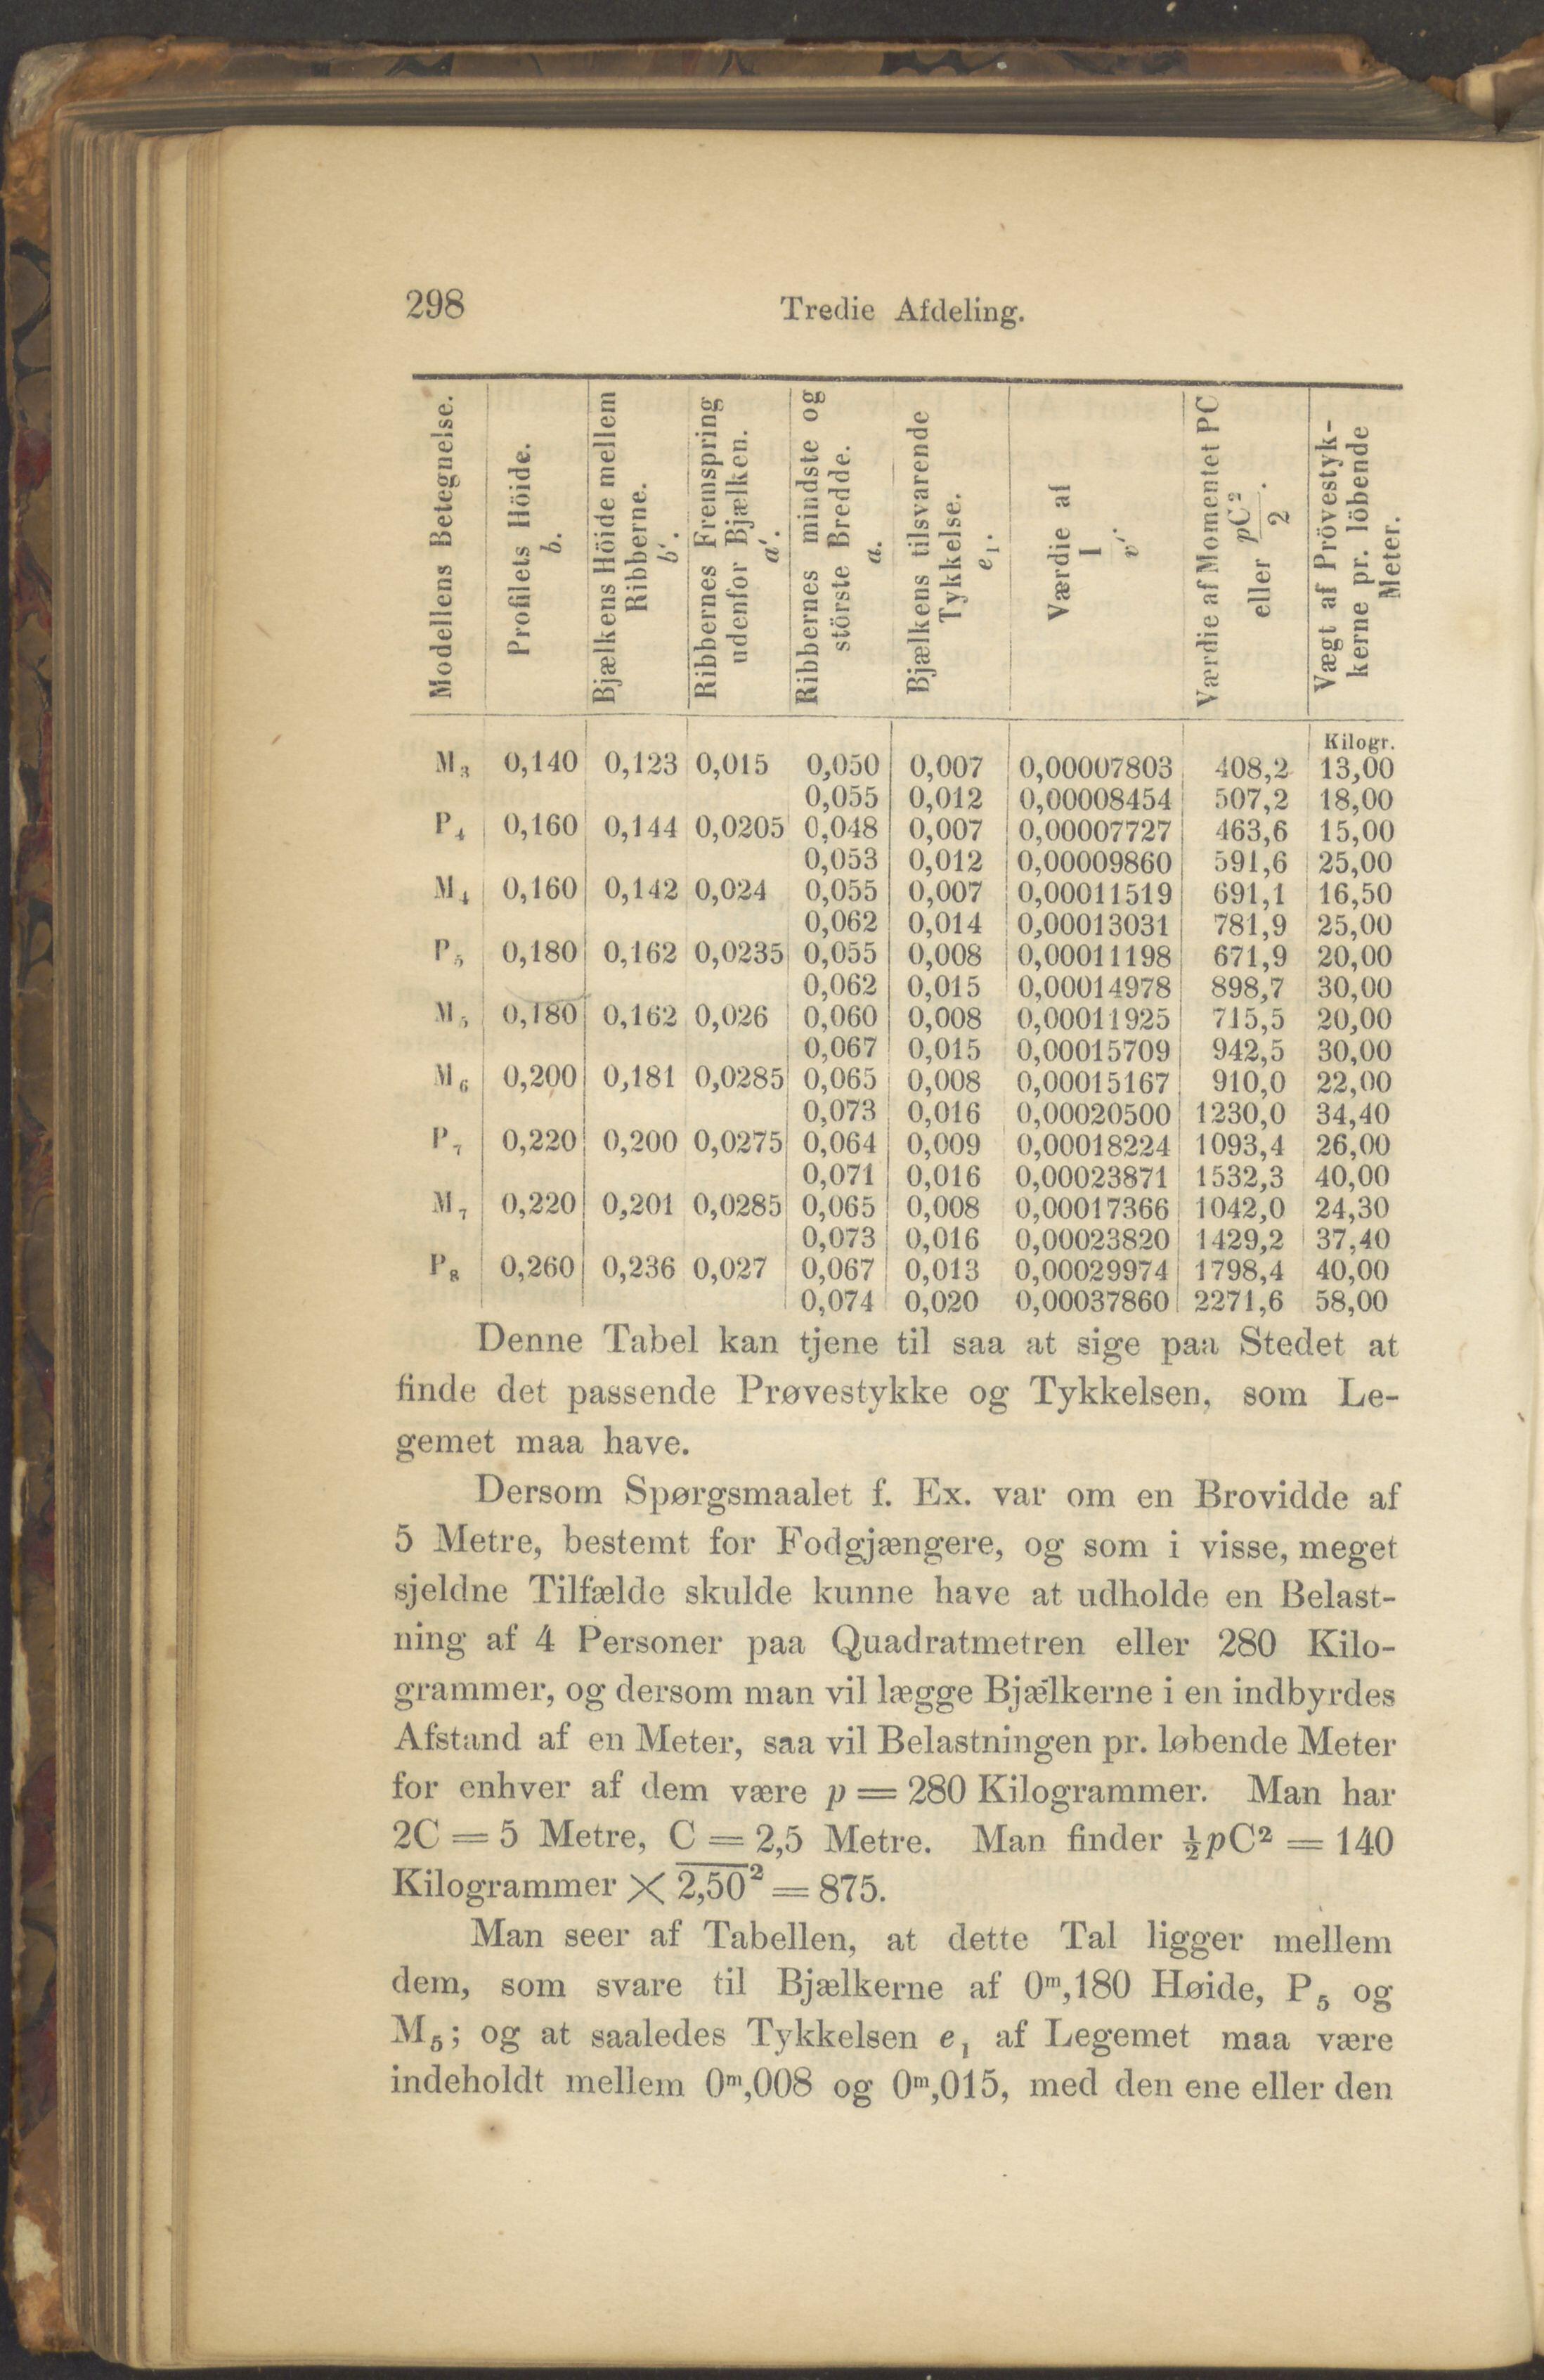 298
Tredie Afdeling.
Modellens Betegnelse.
Profilets Höide.
b.
Bjælkens Höide mellem
Ribberne.
b'.
Ribbernes Fremspring
udenfor Bjælken.
a'.
Ribbernes mindste og
störste Bredde.
a.
Bjælkens tilsvarende
Tykkelse.
e₁.
Værdie af
I
v'.
Værdie af Momentet PC
eller pC²/2.
Vægt af Prövestyk-
kerne pr. löbende
Meter.
Kilogr.
M₃ 0,140 0,123 0,015 0,050 0,007 0,00007803 408,2 13,00
0,055 0,012 0,00008454 507,2 18,00
P₄ 0,160 0,144 0,0205 0,048 0,007 0,00007727 463,6 15,00
0,053 0,012 0,00009860 591,6 25,00
M₄ 0,160 0,142 0,024 0,055 0,007 0,00011519 691,1 16,50
0,062 0,014 0,00013031 781,9 25,00
P₅ 0,180 0,162 0,0235 0,055 0,008 0,00011198 671,9 20,00
0,062 0,015 0,00014978 898,7 30,00
M₅ 0,180 0,162 0,026 0,060 0,008 0,00011925 715,5 20,00
0,067 0,015 0,00015709 942,5 30,00
M₆ 0,200 0,181 0,0285 0,065 0,008 0,00015167 910,0 22,00
0,073 0,016 0,00020500 1230,0 34,40
P₇ 0,220 0,200 0,0275 0,064 0,009 0,00018224 1093,4 26,00
0,071 0,016 0,00023871 1532,3 40,00
M₇ 0,220 0,201 0,0285 0,065 0,008 0,00017366 1042,0 24,30
0,073 0,016 0,00023820 1429,2 37,40
P₈ 0,260 0,236 0,027 0,067 0,013 0,00029974 1798,4 40,00
0,074 0,020 0,00037860 2271,6 58,00
Denne Tabel kan tjene til saa at sige paa Stedet at
finde det passende Prøvestykke og Tykkelsen, som Le-
gemet maa have.
Dersom Spørgsmaalet f. Ex. var om en Brovidde af
5 Metre, bestemt for Fodgjængere, og som i visse, meget
sjeldne Tilfælde skulde kunne have at udholde en Belast-
ning af 4 Personer paa Quadratmetren eller 280 Kilo-
grammer, og dersom man vil lægge Bjælkerne i en indbyrdes
Afstand af en Meter, saa vil Belastningen pr. løbende Meter
for enhver af dem være p = 280 Kilogrammer. Man har
2C = 5 Metre, C = 2,5 Metre. Man finder ½pC² = 140
Kilogrammer × 2,50² = 875.
Man seer af Tabellen, at dette Tal ligger mellem
dem, som svare til Bjælkerne af 0ᵐ,180 Høide, P₅ og
M₅; og at saaledes Tykkelsen e₁ af Legemet maa være
indeholdt mellem 0ᵐ,008 og 0ᵐ,015, med den ene eller den